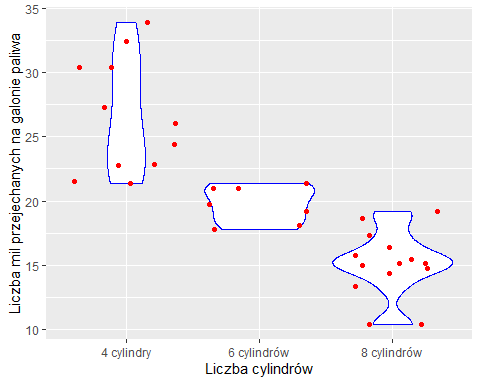 Liczba mil przejechanych na galonie paliwa
35
30
25
20
15
10
4 cylindry
6 cylindrów
8 cylindrów
Liczba cylindrów